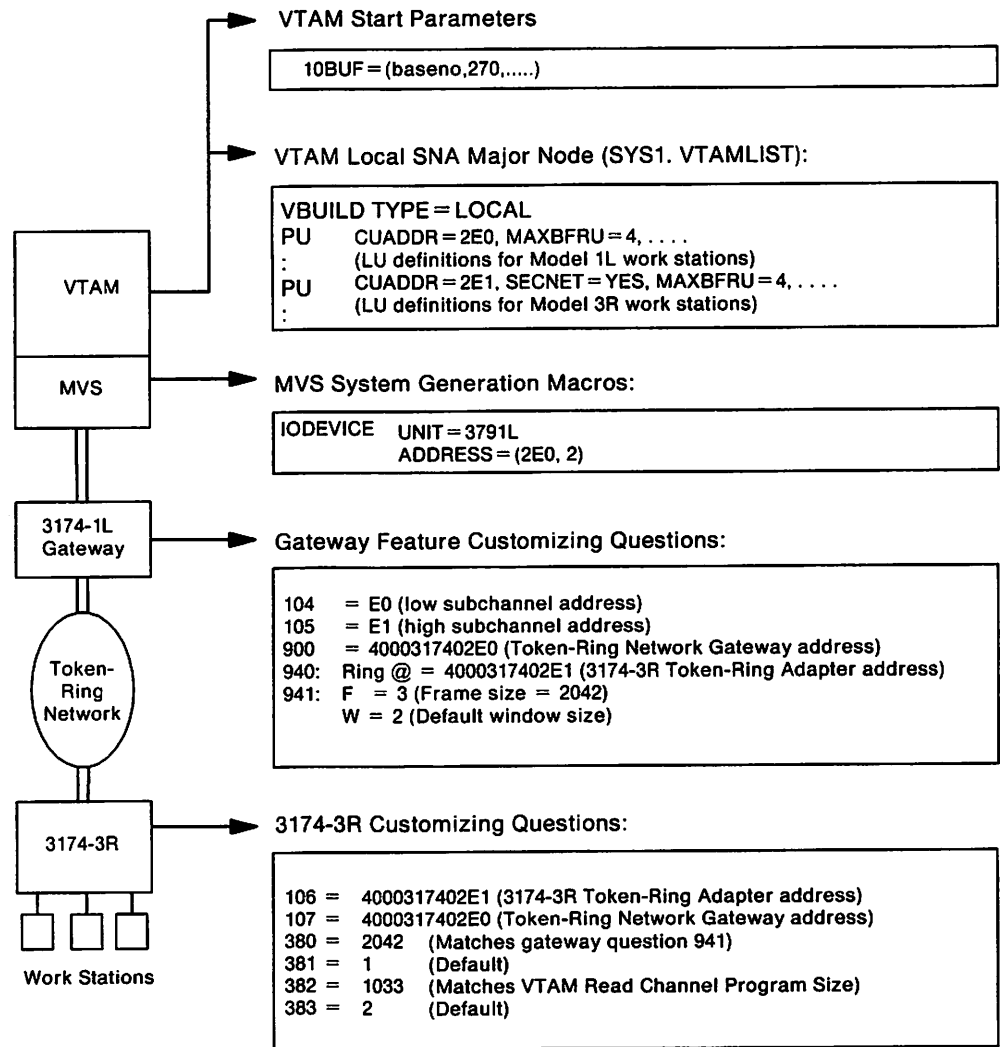 VTAM Start Parameters
10BUF = (baseno,270,.....)
VTAM Local SNA Major Node (SYS1. VTAMLIST):
VBUILD TYPE = LOCAL
PU CUADDR = 2E0, MAXBFRU = 4, . . . .
: (LU definitions for Model 1L work stations)
PU CUADDR = 2E1, SECNET = YES, MAXBFRU = 4, . . . .
: (LU definitions for Model 3R work stations)
VTAM
MVS
MVS System Generation Macros:
IODEVICE UNIT = 3791L
ADDRESS = (2E0, 2)
3174-1L
Gateway
Gateway Feature Customizing Questions:
104 = E0 (low subchannel address)
105 = E1 (high subchannel address)
900 = 4000317402E0 (Token-Ring Network Gateway address)
940: Ring @ = 4000317402E1 (3174-3R Token-Ring Adapter address)
941: F = 3 (Frame size = 2042)
W = 2 (Default window size)
Token-
Ring
Network
3174-3R
Work Stations
3174-3R Customizing Questions:
106 = 4000317402E1 (3174-3R Token-Ring Adapter address)
107 = 4000317402E0 (Token-Ring Network Gateway address)
380 = 2042 (Matches gateway question 941)
381 = 1 (Default)
382 = 1033 (Matches VTAM Read Channel Program Size)
383 = 2 (Default)